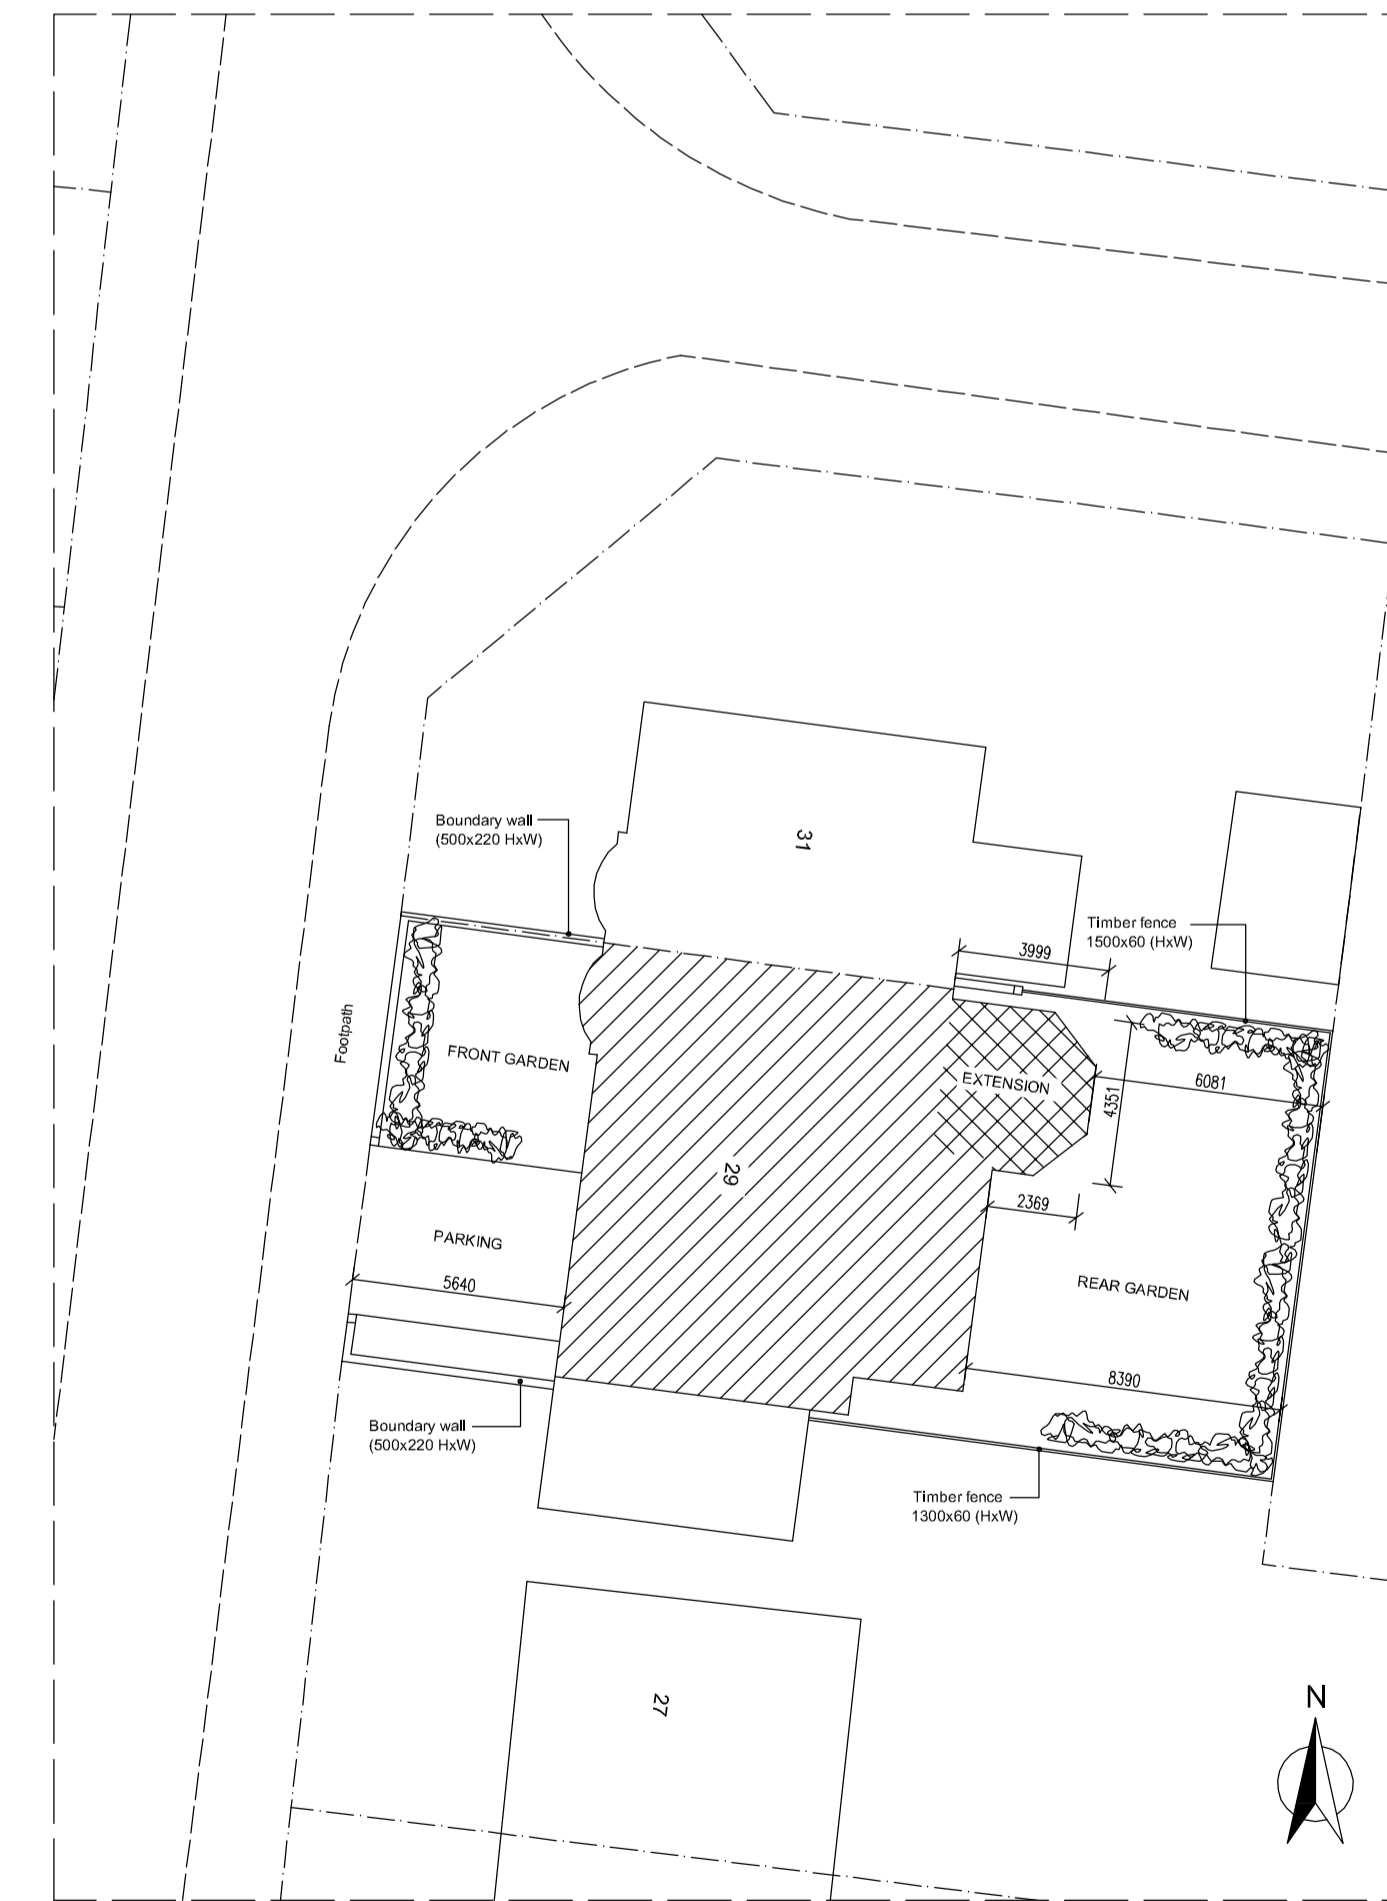 Boundary wall
(500x220 HxW)
31
Timber fence
1500x60 (HxW)
3999
Footpath
FRONT GARDEN
EXTENSION
6081
4351
29
2369
PARKING
5640
REAR GARDEN
8390
Boundary wall
(500x220 HxW)
Timber fence
1300x60 (HxW)
27
N